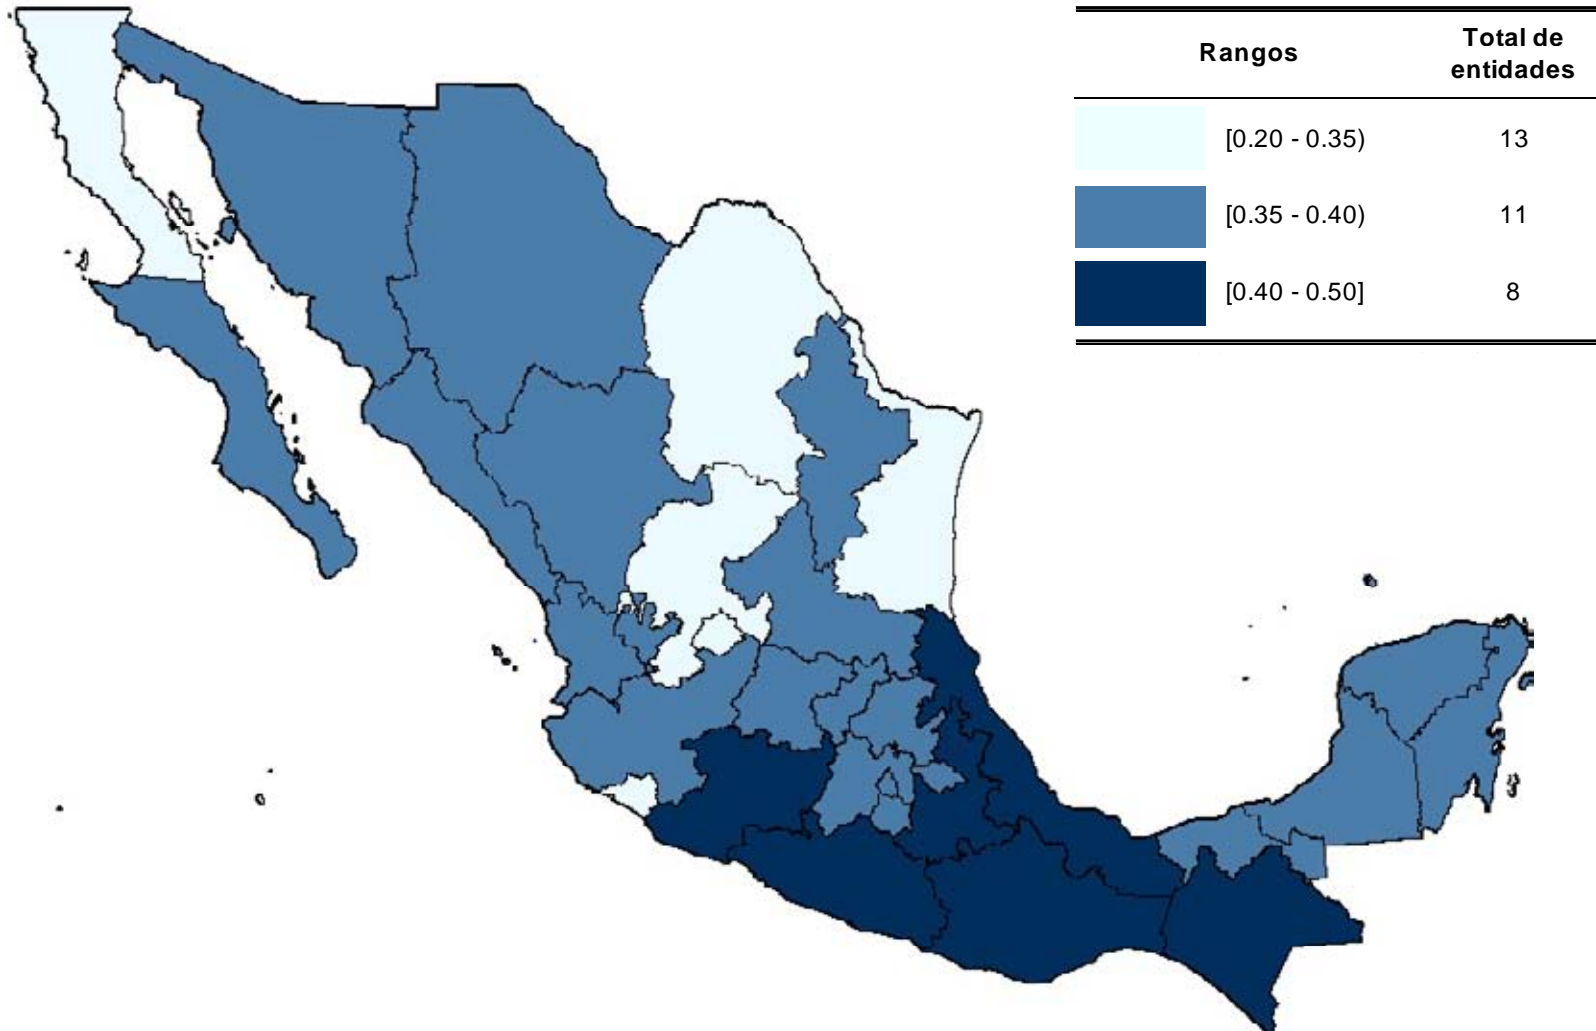 Rangos Total de
entidades
[0.20 - 0.35) 13
[0.35 - 0.40) 11
[0.40 - 0.50] 8